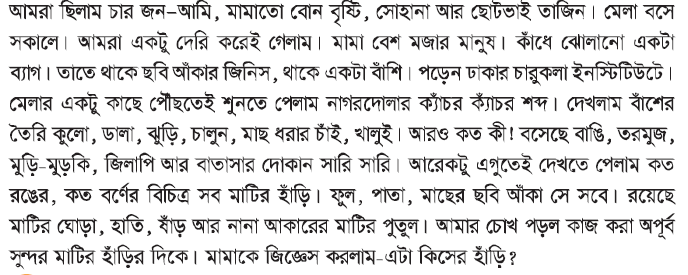 আমরা ছিলাম চার জন-আমি, মামাতো বোন বৃষ্টি, সোহানা আর ছোটভাই তাজিন। মেলা বসে
সকালে। আমরা একটু দেরি করেই গেলাম। মামা বেশ মজার মানুষ। কাঁধে ঝোলানো একটা
ব্যাগ। তাতে থাকে ছবি আঁকার জিনিস, থাকে একটা বাঁশি। পড়েন ঢাকার চারুকলা ইনস্টিটিউটে।
মেলার একটু কাছে পৌঁছতেই শুনতে পেলাম নাগরদোলার ক্যাঁচর ক্যাঁচর শব্দ। দেখলাম বাঁশের
তৈরি কুলো, ডালা, ঝুড়ি, চালুন, মাছ ধরার চাঁই, খালুই। আরও কত কী! বসেছে বাঙি, তরমুজ,
মুড়ি-মুড়কি, জিলাপি আর বাতাসার দোকান সারি সারি। আরেকটু এগুতেই দেখতে পেলাম কত
রঙের, কত বর্ণের বিচিত্র সব মাটির হাঁড়ি। ফুল, পাতা, মাছের ছবি আঁকা সে সবে। রয়েছে
মাটির ঘোড়া, হাতি, ষাঁড় আর নানা আকারের মাটির পুতুল। আমার চোখ পড়ল কাজ করা অপূর্ব
সুন্দর মাটির হাঁড়ির দিকে। মামাকে জিজ্ঞেস করলাম-এটা কিসের হাঁড়ি?